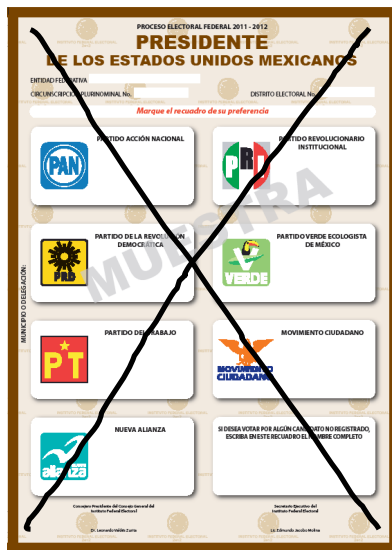 PROCESO ELECTORAL FEDERAL 2011 - 2012
PRESIDENTE
DE LOS ESTADOS UNIDOS MEXICANOS
ENTIDAD FEDERATIVA
CIRCUNSCRIPCIÓN PLURINOMINAL No.
DISTRITO ELECTORAL No.
Marque el recuadro de su preferencia
PARTIDO ACCIÓN NACIONAL
PAN
PARTIDO REVOLUCIONARIO
INSTITUCIONAL
PRI
PARTIDO DE LA REVOLUCIÓN
DEMOCRÁTICA
PRD
PARTIDO VERDE ECOLOGISTA
DE MÉXICO
VERDE
MUESTRA
MUNICIPIO O DELEGACIÓN:
PARTIDO DEL TRABAJO
PT
MOVIMIENTO CIUDADANO
MOVIMIENTO
CIUDADANO
NUEVA ALIANZA
alianza
SI DESEA VOTAR POR ALGÚN CANDIDATO NO REGISTRADO,
ESCRIBA EN ESTE RECUADRO EL NOMBRE COMPLETO
Consejero Presidente del Consejo General del
Instituto Federal Electoral
Dr. Leonardo Valdés Zurita
Secretario Ejecutivo del
Instituto Federal Electoral
Lic. Edmundo Jacobo Molina